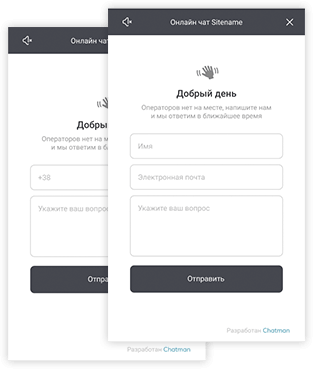 Онлайн чат Sitename
Добрый день
Операторов нет на месте, напишите нам
и мы ответим в ближайшее время
Имя
Электронная почта
Укажите ваш вопрос
Отправить
Разработан Chatman
Онлайн чат
Добры
Операторов нет на м
и мы ответим в б
+38
Укажите ваш вопрос
Отпра
Разработан Chatman